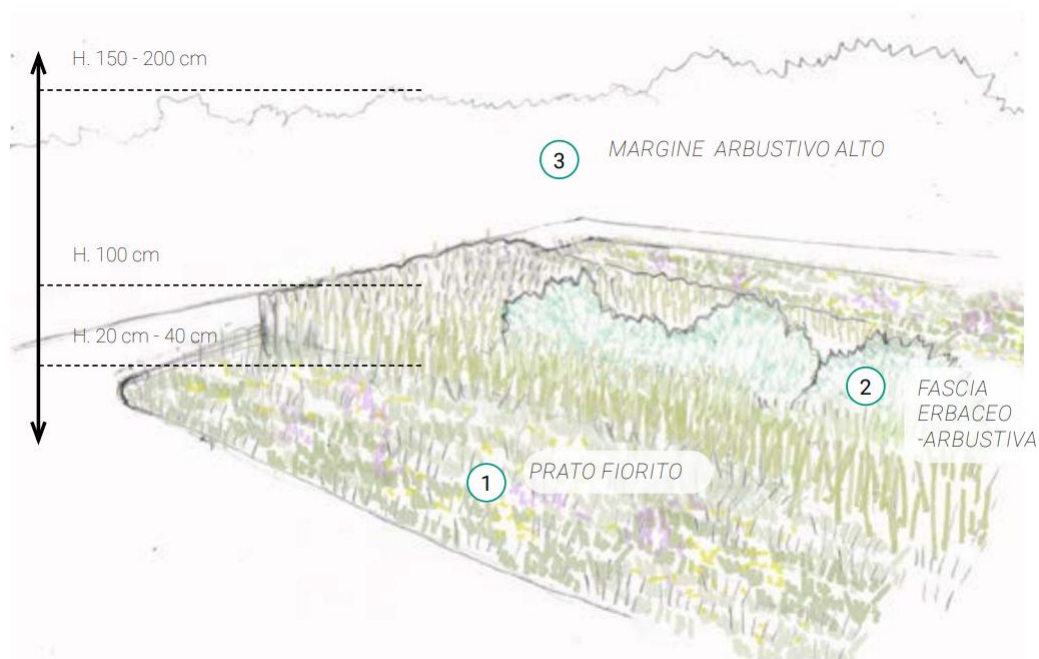 H. 150 - 200 cm
3
MARGINE ARBUSTIVO ALTO
H. 100 cm
H. 20 cm - 40 cm
2
FASCIA
ERBACEO
-ARBUSTIVA
1
PRATO FIORITO